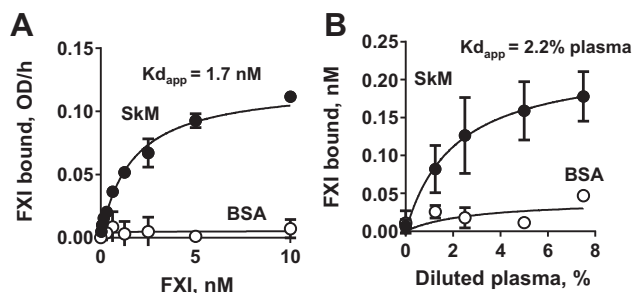 A
0.15
0.10
0.05
0.00
FXI bound, OD/h
Kd_app = 1.7 nM
SkM
BSA
0 5 10
FXI, nM
B
0.25
0.20
0.15
0.10
0.05
0.00
FXI bound, nM
Kd_app = 2.2% plasma
SkM
BSA
0 2 4 6 8
Diluted plasma, %